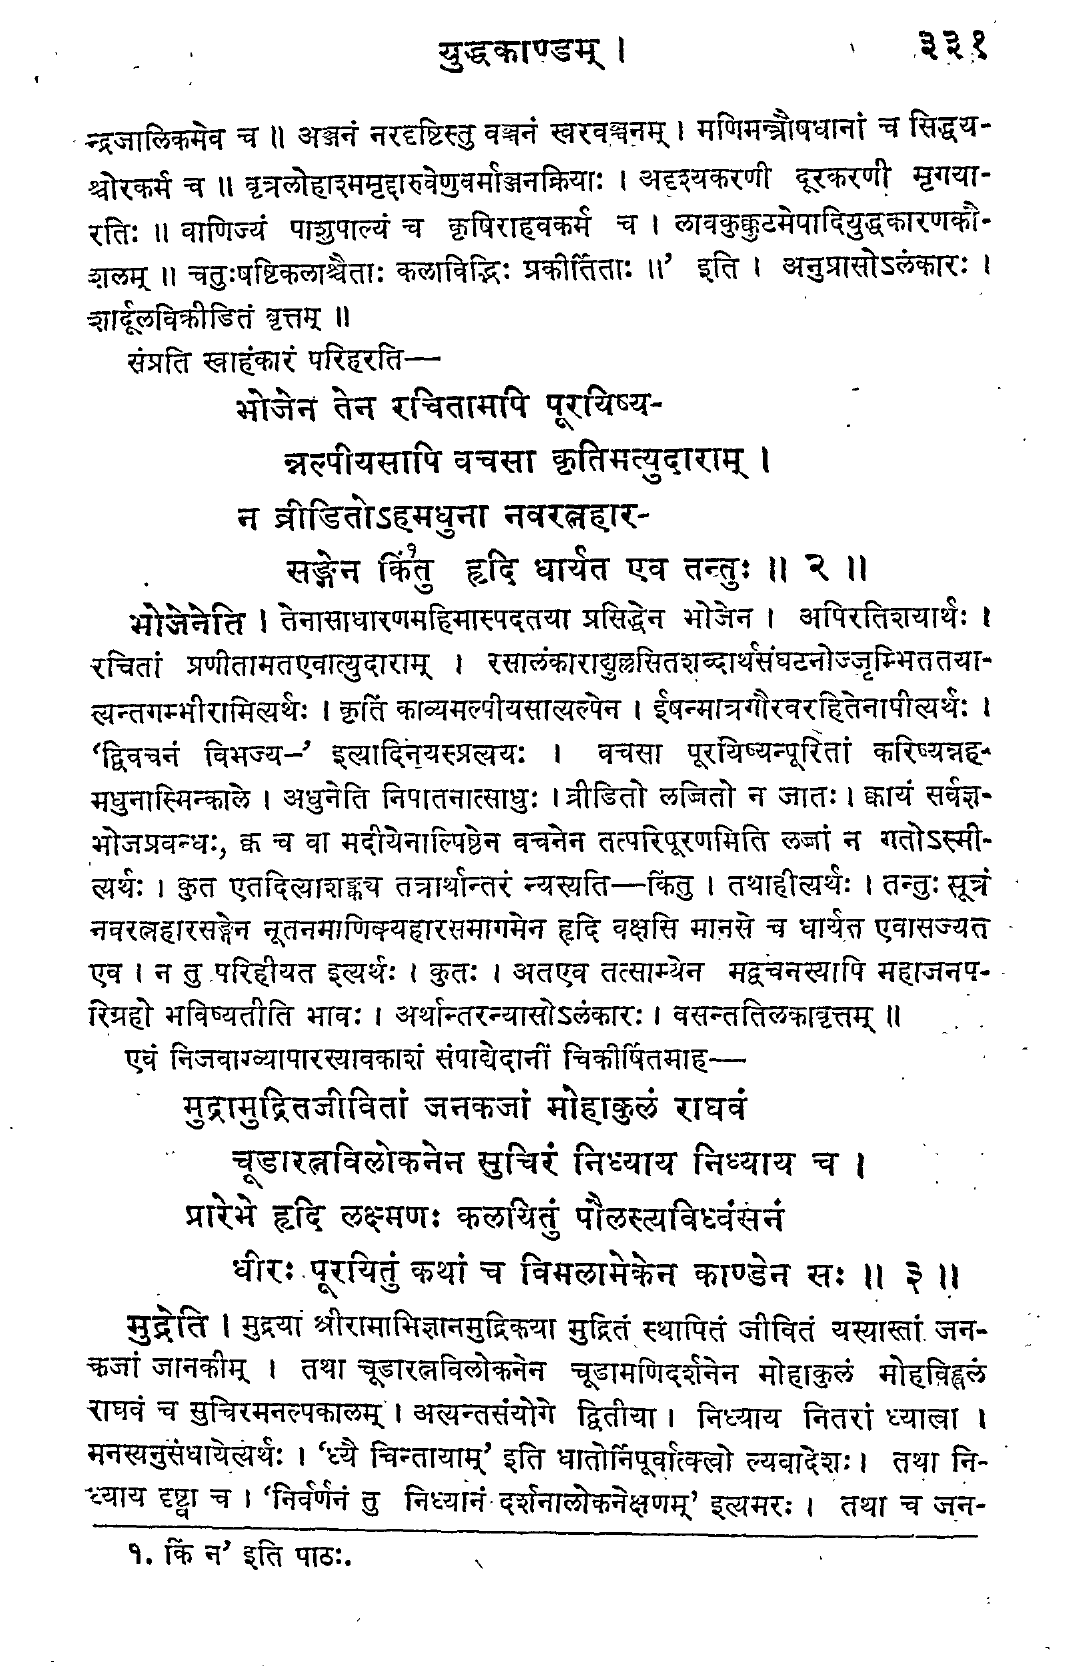 युद्धकाण्डम् । ३३१
न्द्रजालिकमेव च ॥ अञ्जनं नरदृष्टिस्तु वञ्चनं स्वरवञ्चनम् । मणिमन्त्रौषधानां च सिद्धय-
श्चोरकर्म च ॥ वृत्रलोहाश्ममृद्दारुवेणुवर्माञ्जनक्रियाः । अदृश्यकरणी दूरकरणी मृगया-
रतिः ॥ वाणिज्यं पाशुपाल्यं च कृषिराहवकर्म च । लावकुक्कुटमेषादियुद्धकारणकौ-
शलम् ॥ चतुःषष्टिकलाश्चैताः कलाविद्भिः प्रकीर्तिताः ॥’ इति । अनुप्रासोऽलंकारः ।
शार्दूलविक्रीडितं वृत्तम् ॥
संप्रति स्वाहंकारं परिहरति—
भोजेन तेन रचितामपि पूरयिष्य-
न्नल्पीयसापि वचसा कृतिमत्युदाराम् ।
न व्रीडितोऽहमधुना नवरत्नहार-
सङ्गेन किंतु१ हृदि धार्यत एव तन्तुः ॥ २ ॥
भोजेनेति । तेनासाधारणमहिमास्पदतया प्रसिद्धेन भोजेन । अपिरतिशयार्थः ।
रचितां प्रणीतामतएवात्युदाराम् । रसालंकाराद्युल्लसितशब्दार्थसंघटनोज्जृम्भिततया-
त्यन्तगम्भीरामित्यर्थः । कृतिं काव्यमल्पीयसात्यल्पेन । ईषन्मात्रगौरवरहितेनापीत्यर्थः ।
‘द्विवचनं विभज्य—’ इत्यादिनेयस्प्रत्ययः । वचसा पूरयिष्यन्पूरितां करिष्यन्नह-
मधुनास्मिन्काले । अधुनेति निपातनात्साधुः । व्रीडितो लज्जितो न जातः । क्वायं सर्वज्ञ-
भोजप्रबन्धः, क्व च वा मदीयेनाल्पिष्ठेन वचनेन तत्परिपूरणमिति लज्जां न गतोऽस्मी-
त्यर्थः । कुत एतदित्याशङ्क्य तत्रार्थान्तरं न्यस्यति—किंतु । तथाहीत्यर्थः । तन्तुः सूत्रं
नवरत्नहारसङ्गेन नूतनमाणिक्यहारसमागमेन हृदि वक्षसि मानसे च धार्यत एवासज्यत
एव । न तु परिहीयत इत्यर्थः । कुतः । अतएव तत्साम्येन मद्वचनस्यापि महाजनप-
रिग्रहो भविष्यतीति भावः । अर्थान्तरन्यासोऽलंकारः । वसन्ततिलकावृत्तम् ॥
एवं निजवाग्व्यापारस्यावकाशं संपाद्येदानीं चिकीर्षितमाह—
मुद्रामुद्रितजीवितां जनकजां मोहाकुलं राघवं
चूडारत्नविलोकनेन सुचिरं निध्याय निध्याय च ।
प्रारेभे हृदि लक्ष्मणः कलयितुं पौलस्त्यविध्वंसनं
धीरः पूरयितुं कथां च विमलामेकेन काण्डेन सः ॥ ३ ॥
मुद्रेति । मुद्रया श्रीरामाभिज्ञानमुद्रिकया मुद्रितं स्थापितं जीवितं यस्यास्तां जन-
कजां जानकीम् । तथा चूडारत्नविलोकनेन चूडामणिदर्शनेन मोहाकुलं मोहविह्वलं
राघवं च सुचिरमनल्पकालम् । अत्यन्तसंयोगे द्वितीया । निध्याय नितरां ध्यात्वा ।
मनस्यनुसंधायेत्यर्थः । ‘ध्यै चिन्तायाम्’ इति धातोर्निपूर्वात्क्त्वो ल्यबादेशः । तथा नि-
ध्याय दृष्ट्वा च । ‘निर्वर्णनं तु निध्यानं दर्शनालोकनेक्षणम्’ इत्यमरः । तथा च जन-
१. किं न’ इति पाठः.